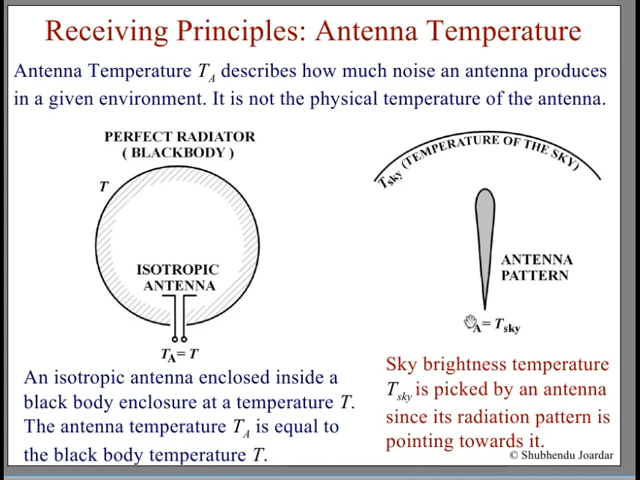 Receiving Principles: Antenna Temperature
Antenna Temperature T_A describes how much noise an antenna produces
in a given environment. It is not the physical temperature of the antenna.
PERFECT RADIATOR
( BLACKBODY )
T
ISOTROPIC
ANTENNA
T_A = T
An isotropic antenna enclosed inside a
black body enclosure at a temperature T.
The antenna temperature T_A is equal to
the black body temperature T.
T_sky (TEMPERATURE OF THE SKY)
ANTENNA
PATTERN
A = T_sky
Sky brightness temperature
T_sky is picked by an antenna
since its radiation pattern is
pointing towards it.
© Shubhendu Joardar